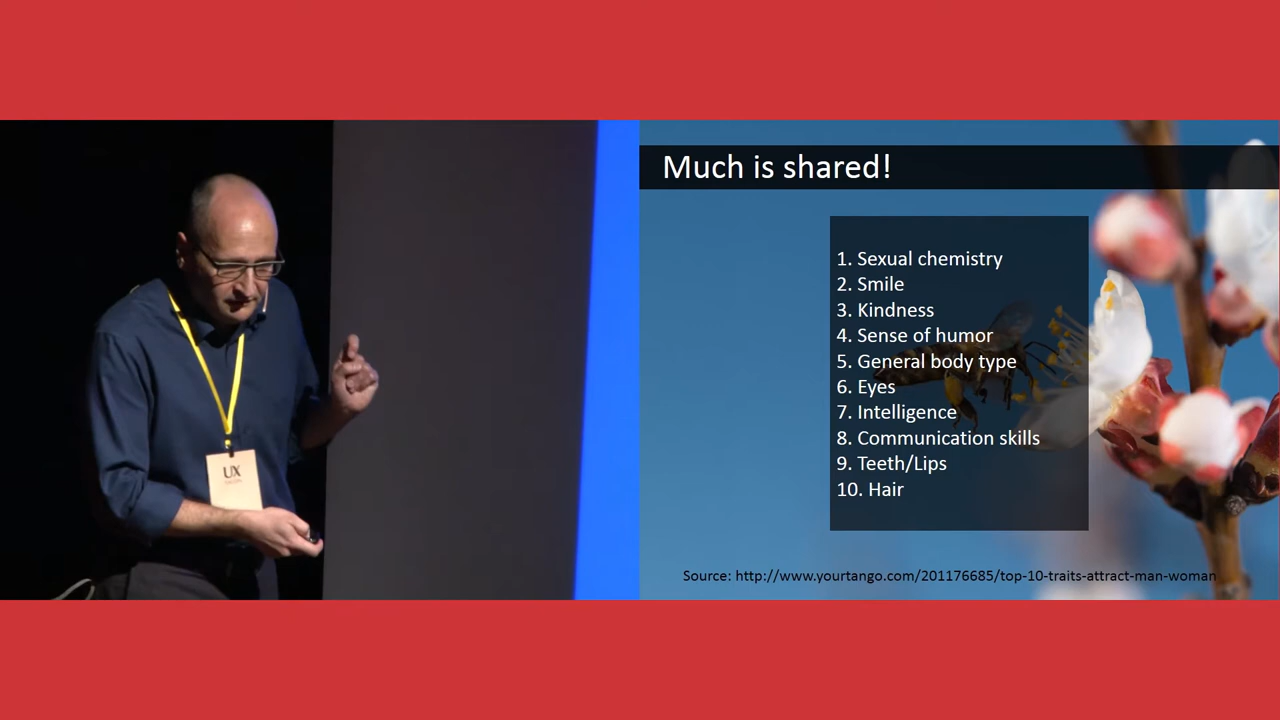 UX
Much is shared!
1. Sexual chemistry
2. Smile
3. Kindness
4. Sense of humor
5. General body type
6. Eyes
7. Intelligence
8. Communication skills
9. Teeth/Lips
10. Hair
Source: http://www.yourtango.com/201176685/top-10-traits-attract-man-woman